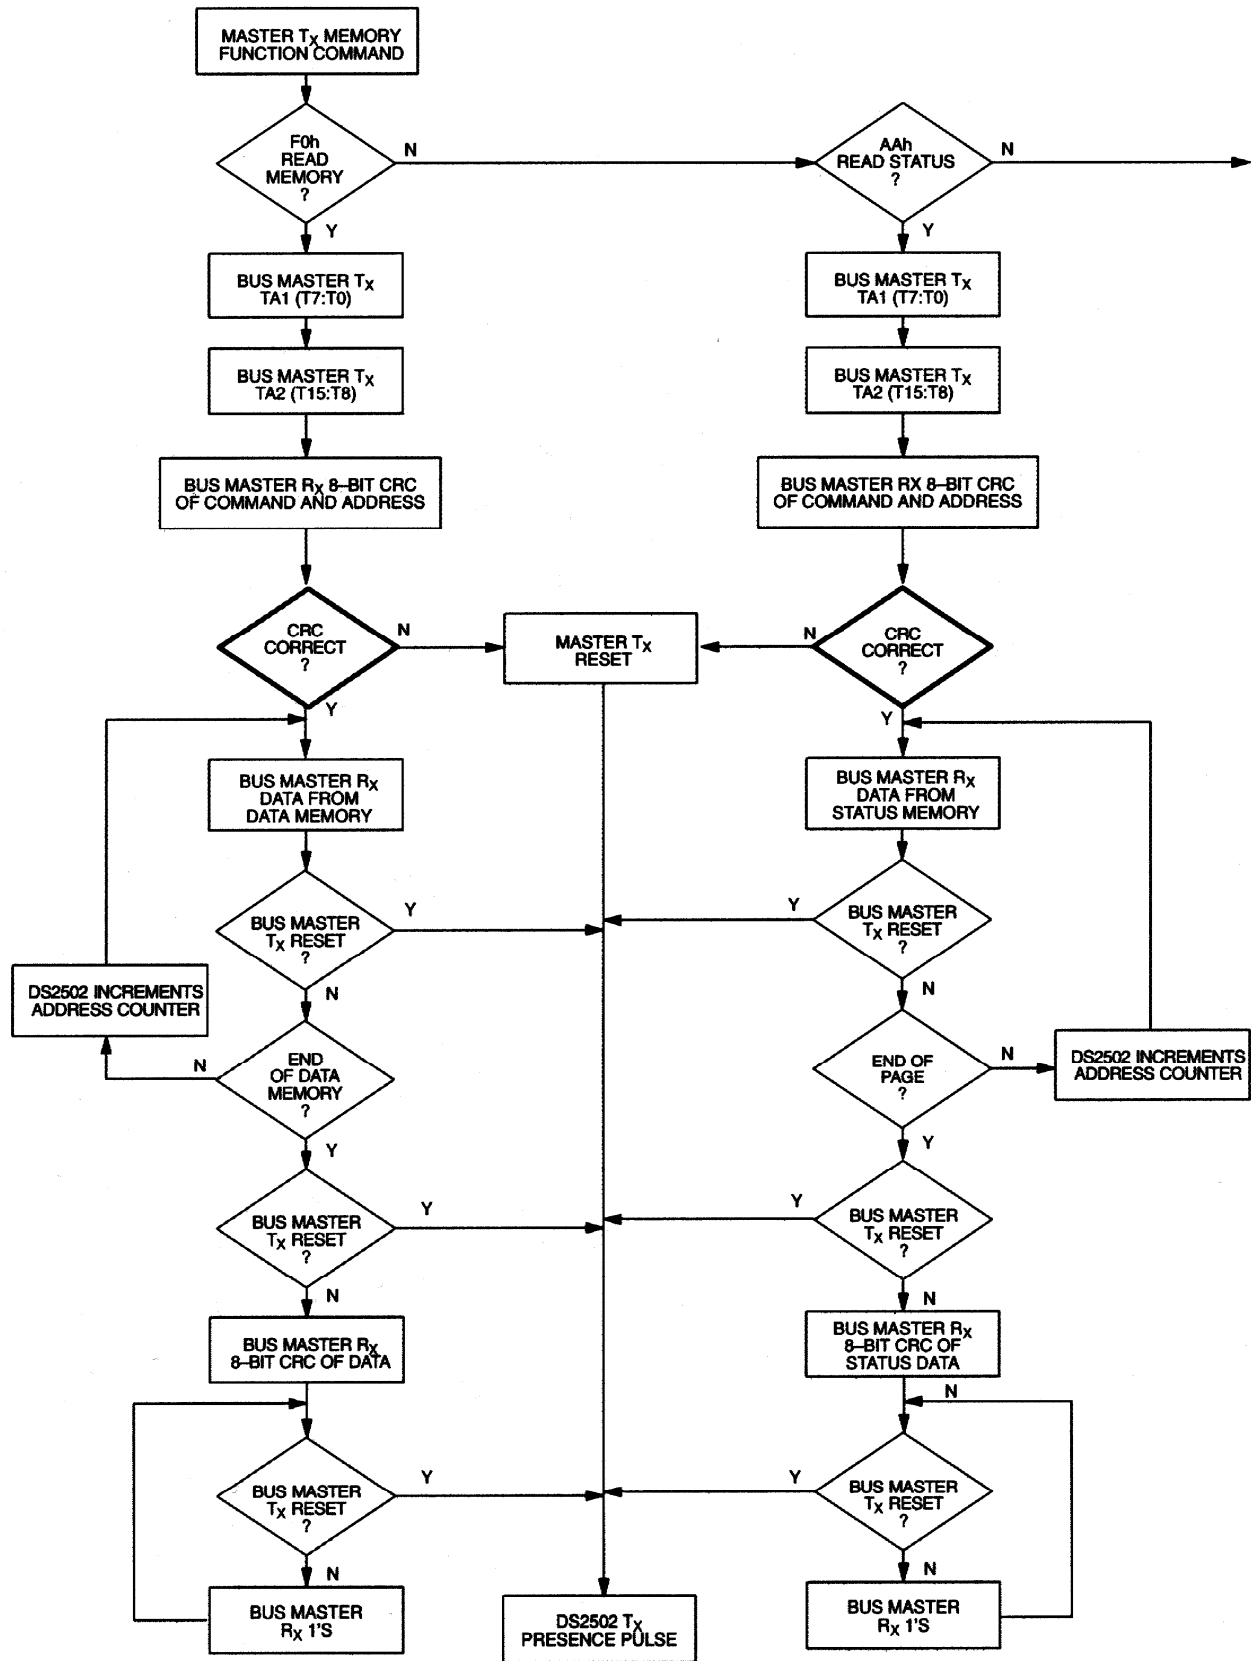 MASTER TX MEMORY
FUNCTION COMMAND
F0h
READ
MEMORY
?
N
Y
AAh
READ STATUS
?
N
Y
BUS MASTER TX
TA1 (T7:T0)
BUS MASTER TX
TA1 (T7:T0)
BUS MASTER TX
TA2 (T15:T8)
BUS MASTER TX
TA2 (T15:T8)
BUS MASTER RX 8–BIT CRC
OF COMMAND AND ADDRESS
BUS MASTER RX 8–BIT CRC
OF COMMAND AND ADDRESS
CRC
CORRECT
?
N
Y
MASTER TX
RESET
N
CRC
CORRECT
?
Y
BUS MASTER RX
DATA FROM
DATA MEMORY
BUS MASTER RX
DATA FROM
STATUS MEMORY
BUS MASTER
TX RESET
?
Y
N
Y
BUS MASTER
TX RESET
?
N
DS2502 INCREMENTS
ADDRESS COUNTER
N
END
OF DATA
MEMORY
?
Y
END OF
PAGE
?
N
Y
DS2502 INCREMENTS
ADDRESS COUNTER
BUS MASTER
TX RESET
?
Y
N
Y
BUS MASTER
TX RESET
?
N
BUS MASTER RX
8–BIT CRC OF DATA
BUS MASTER RX
8–BIT CRC OF
STATUS DATA
N
BUS MASTER
TX RESET
?
Y
N
Y
BUS MASTER
TX RESET
?
N
BUS MASTER
RX 1'S
DS2502 TX
PRESENCE PULSE
BUS MASTER
RX 1'S